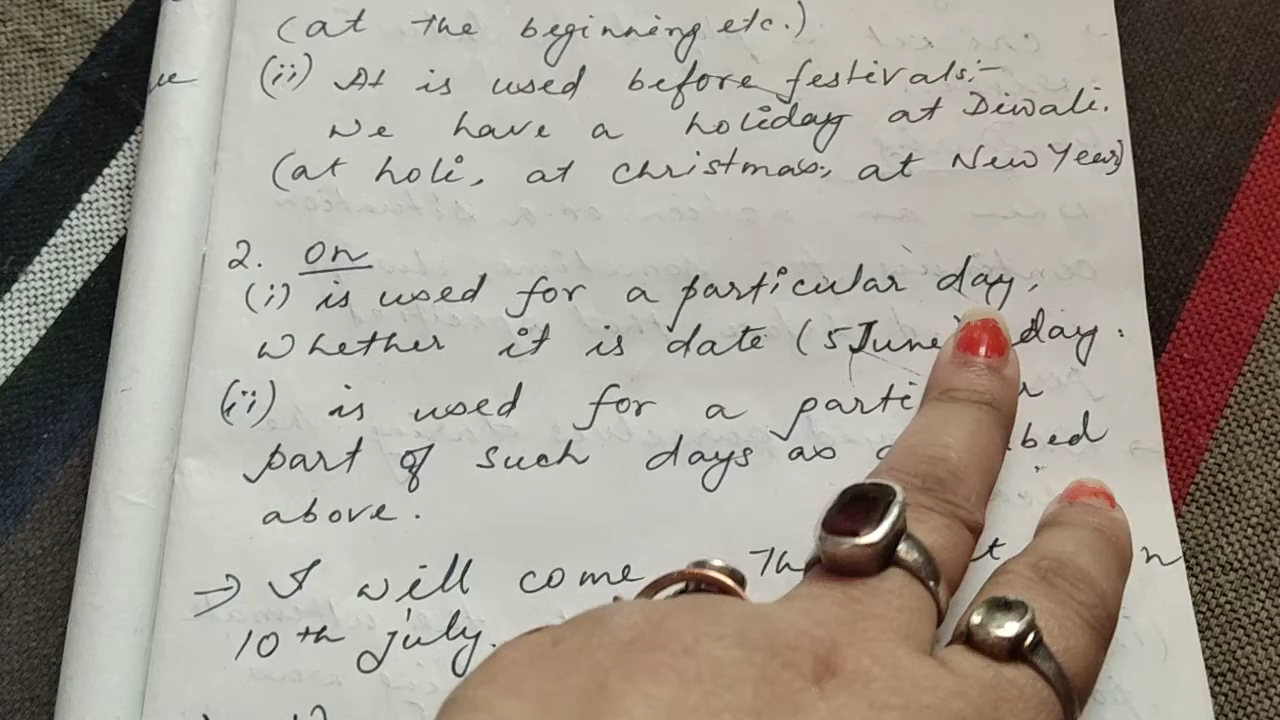 (at the beginning etc.)
(ii) At is used before festivals:-
We have a holiday at Diwali.
(at holi, at christmas, at New Year)
2. on
(i) is used for a particular day,
Whether it is date (5 June) day.
(ii) is used for a
part of such days as
above.
⇒ I will come
10th july.